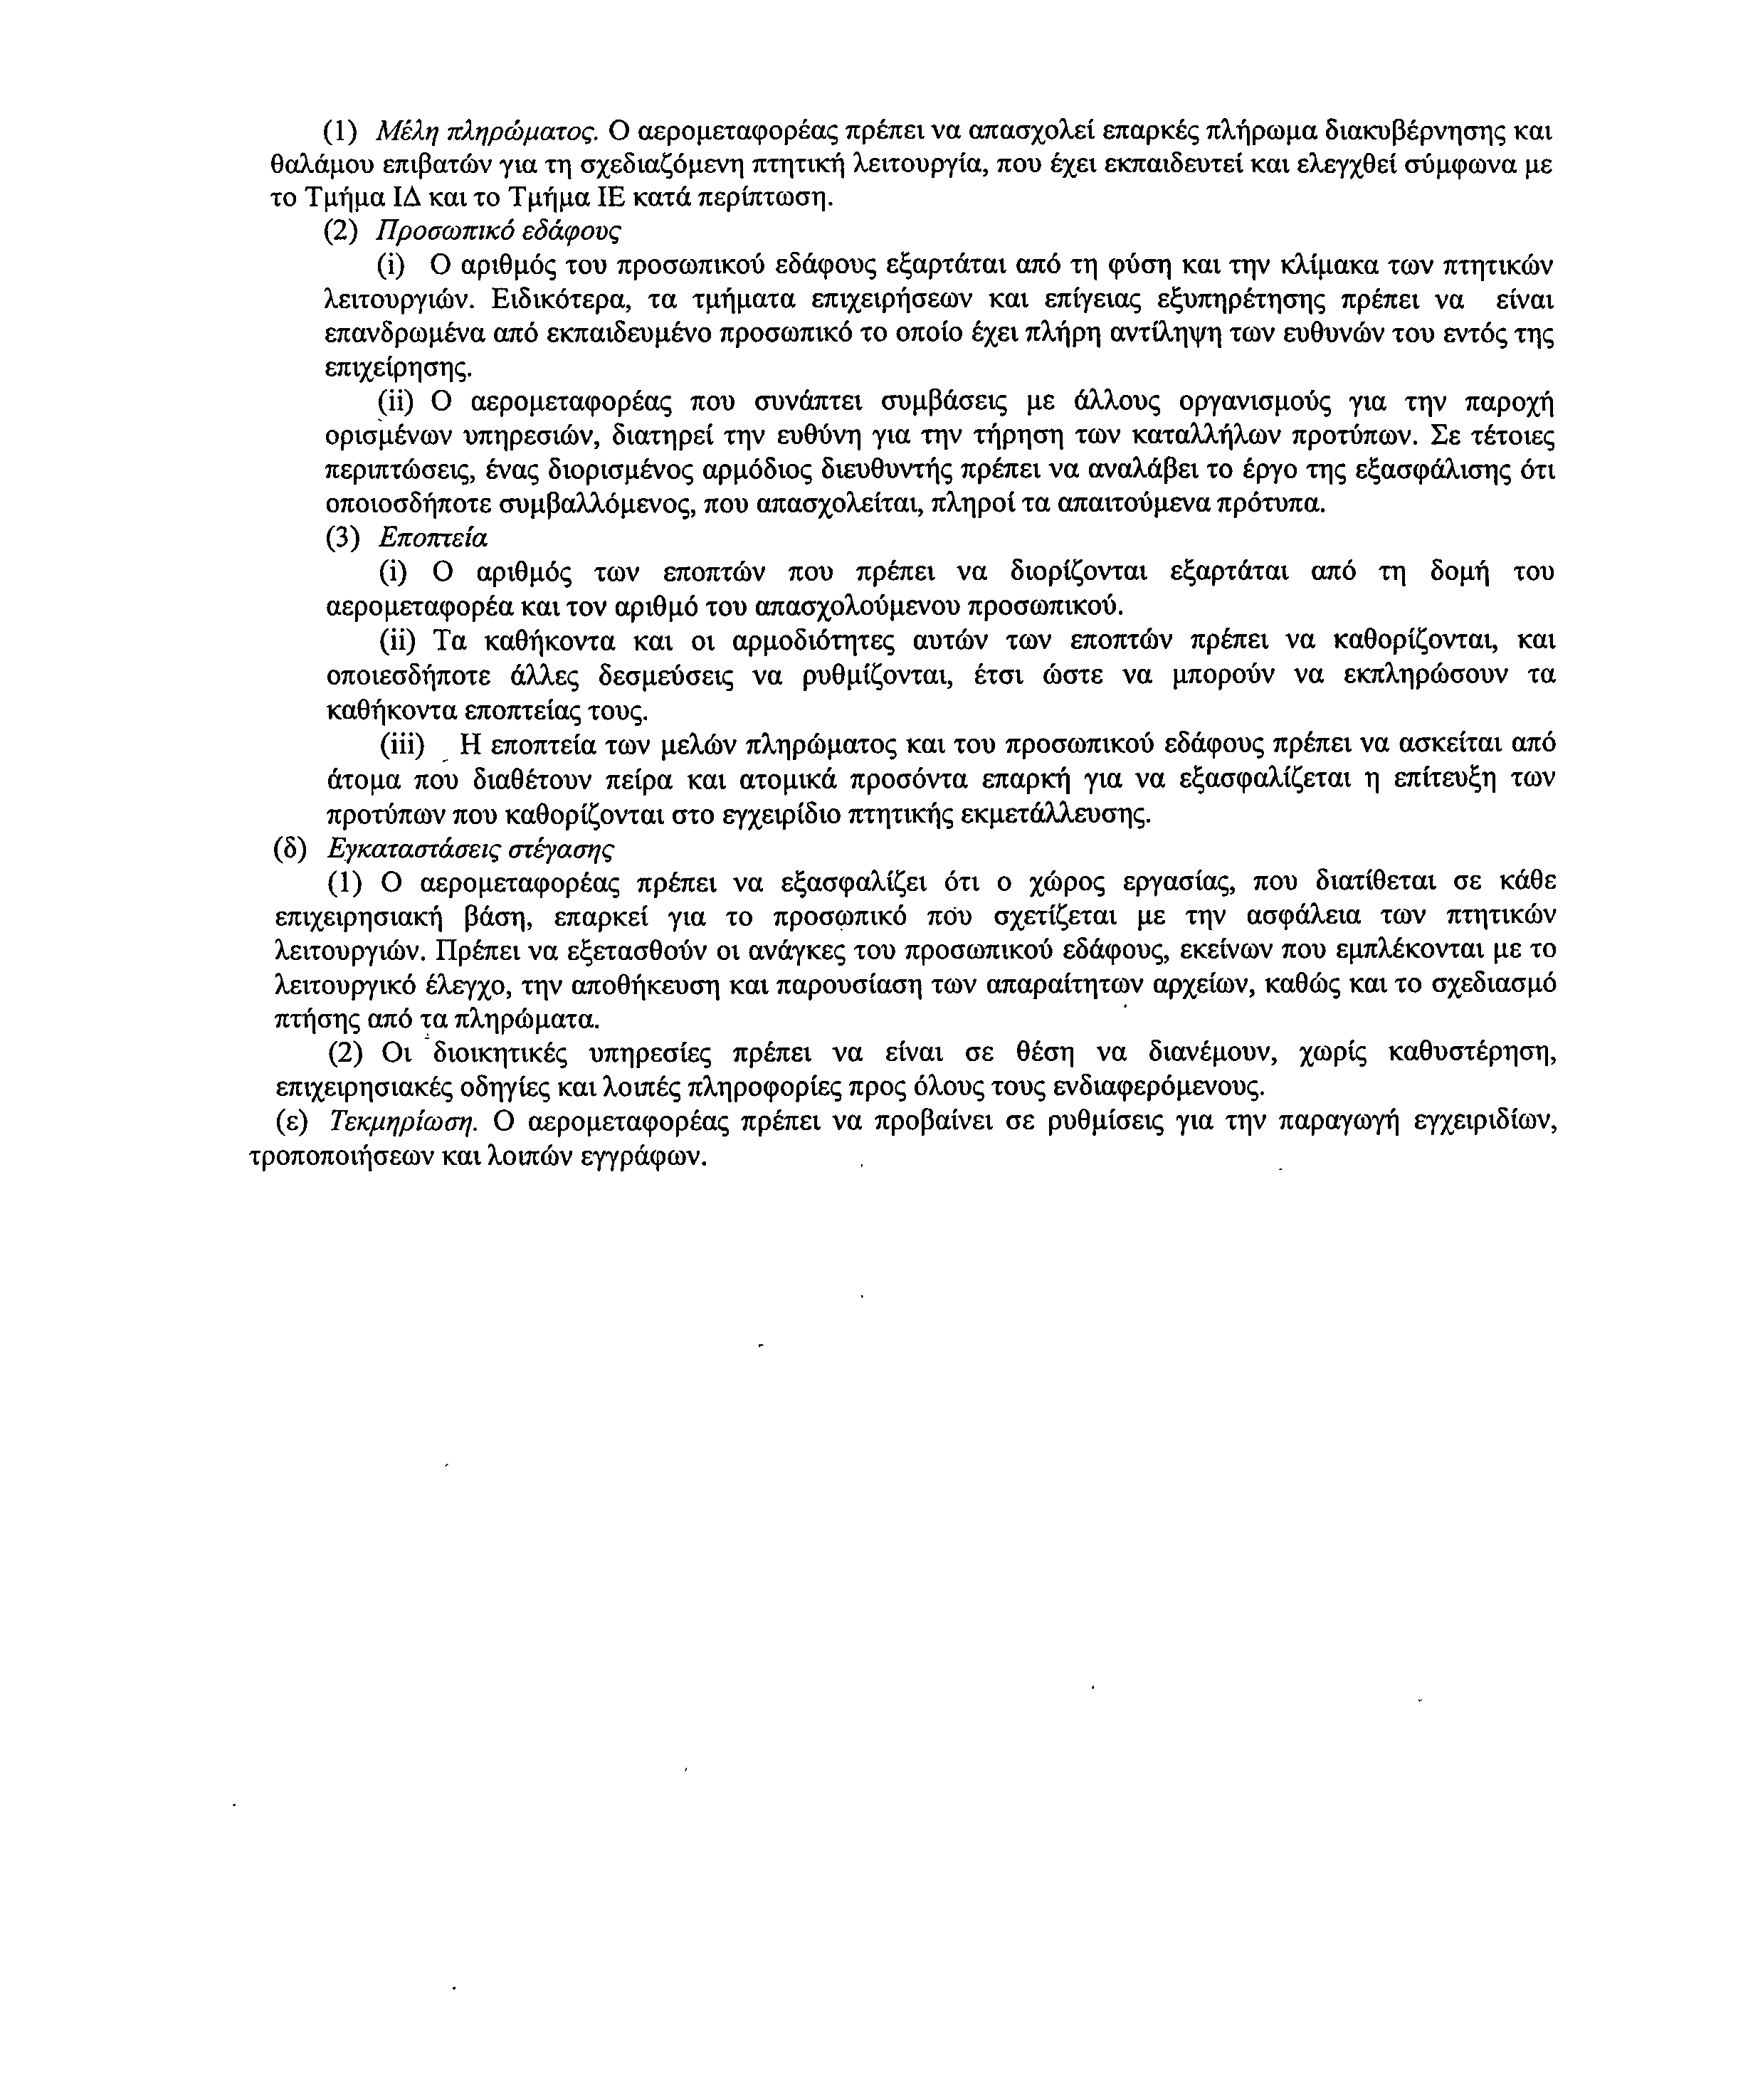 (1) Μέλη πληρώματος. Ο αερομεταφορέας πρέπει να απασχολεί επαρκές πλήρωμα διακυβέρνησης και
θαλάμου επιβατών για τη σχεδιαζόμενη πτητική λειτουργία, που έχει εκπαιδευτεί και ελεγχθεί σύμφωνα με
το Τμήμα ΙΔ και το Τμήμα ΙΕ κατά περίπτωση.
(2) Προσωπικό εδάφους
(i) Ο αριθμός του προσωπικού εδάφους εξαρτάται από τη φύση και την κλίμακα των πτητικών
λειτουργιών. Ειδικότερα, τα τμήματα επιχειρήσεων και επίγειας εξυπηρέτησης πρέπει να είναι
επανδρωμένα από εκπαιδευμένο προσωπικό το οποίο έχει πλήρη αντίληψη των ευθυνών του εντός της
επιχείρησης.
(ii) Ο αερομεταφορέας που συνάπτει συμβάσεις με άλλους οργανισμούς για την παροχή
ορισμένων υπηρεσιών, διατηρεί την ευθύνη για την τήρηση των καταλλήλων προτύπων. Σε τέτοιες
περιπτώσεις, ένας διορισμένος αρμόδιος διευθυντής πρέπει να αναλάβει το έργο της εξασφάλισης ότι
οποιοσδήποτε συμβαλλόμενος, που απασχολείται, πληροί τα απαιτούμενα πρότυπα.
(3) Εποπτεία
(i) Ο αριθμός των εποπτών που πρέπει να διορίζονται εξαρτάται από τη δομή του
αερομεταφορέα και τον αριθμό του απασχολούμενου προσωπικού.
(ii) Τα καθήκοντα και οι αρμοδιότητες αυτών των εποπτών πρέπει να καθορίζονται, και
οποιεσδήποτε άλλες δεσμεύσεις να ρυθμίζονται, έτσι ώστε να μπορούν να εκπληρώσουν τα
καθήκοντα εποπτείας τους.
(iii) Η εποπτεία των μελών πληρώματος και του προσωπικού εδάφους πρέπει να ασκείται από
άτομα που διαθέτουν πείρα και ατομικά προσόντα επαρκή για να εξασφαλίζεται η επίτευξη των
προτύπων που καθορίζονται στο εγχειρίδιο πτητικής εκμετάλλευσης.
(δ) Εγκαταστάσεις στέγασης
(1) Ο αερομεταφορέας πρέπει να εξασφαλίζει ότι ο χώρος εργασίας, που διατίθεται σε κάθε
επιχειρησιακή βάση, επαρκεί για το προσωπικό που σχετίζεται με την ασφάλεια των πτητικών
λειτουργιών. Πρέπει να εξετασθούν οι ανάγκες του προσωπικού εδάφους, εκείνων που εμπλέκονται με το
λειτουργικό έλεγχο, την αποθήκευση και παρουσίαση των απαραίτητων αρχείων, καθώς και το σχεδιασμό
πτήσης από τα πληρώματα.
(2) Οι διοικητικές υπηρεσίες πρέπει να είναι σε θέση να διανέμουν, χωρίς καθυστέρηση,
επιχειρησιακές οδηγίες και λοιπές πληροφορίες προς όλους τους ενδιαφερόμενους.
(ε) Τεκμηρίωση. Ο αερομεταφορέας πρέπει να προβαίνει σε ρυθμίσεις για την παραγωγή εγχειριδίων,
τροποποιήσεων και λοιπών εγγράφων.